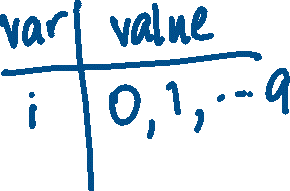 var value
i 0, 1, ... 9